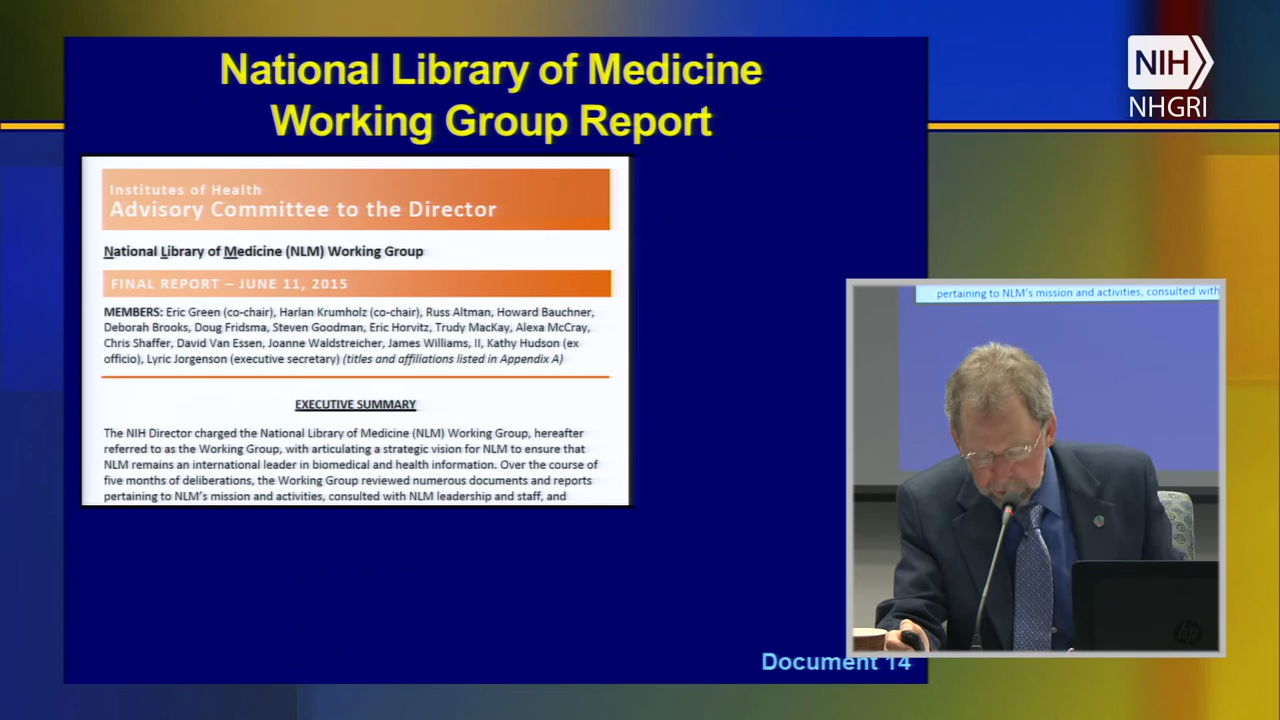 National Library of Medicine
Working Group Report
NIH
NHGRI
Institutes of Health
Advisory Committee to the Director
National Library of Medicine (NLM) Working Group
FINAL REPORT – JUNE 11, 2015
MEMBERS: Eric Green (co-chair), Harlan Krumholz (co-chair), Russ Altman, Howard Bauchner,
Deborah Brooks, Doug Fridsma, Steven Goodman, Eric Horvitz, Trudy MacKay, Alexa McCray,
Chris Shaffer, David Van Essen, Joanne Waldstreicher, James Williams, II, Kathy Hudson (ex
officio), Lyric Jorgenson (executive secretary) (titles and affiliations listed in Appendix A)
EXECUTIVE SUMMARY
The NIH Director charged the National Library of Medicine (NLM) Working Group, hereafter
referred to as the Working Group, with articulating a strategic vision for NLM to ensure that
NLM remains an international leader in biomedical and health information. Over the course of
five months of deliberations, the Working Group reviewed numerous documents and reports
pertaining to NLM's mission and activities, consulted with NLM leadership and staff, and
pertaining to NLM's mission and activities, consulted with
hp
Document 14